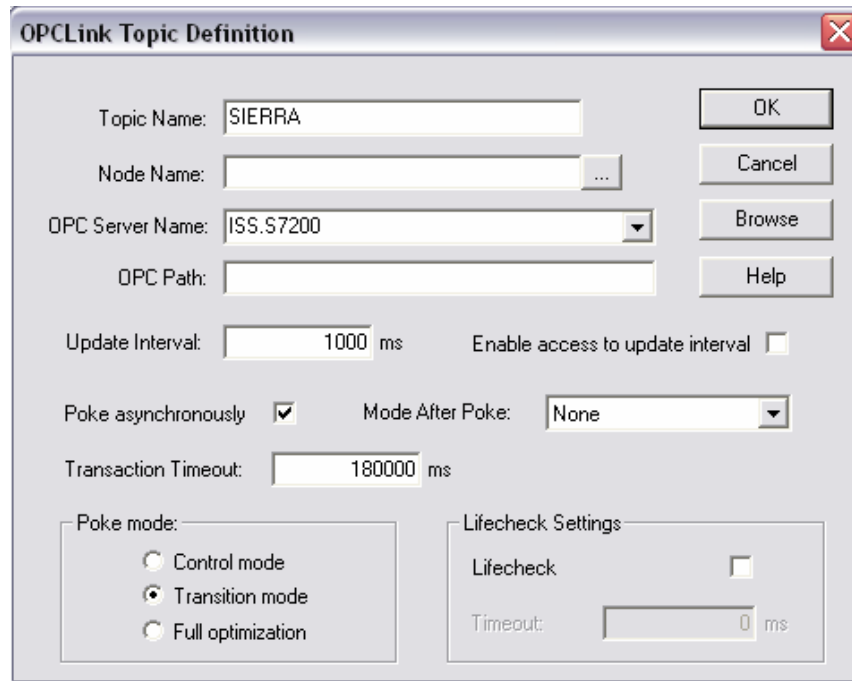 OPCLink Topic Definition
Topic Name: SIERRA
OK
Node Name: ...
Cancel
OPC Server Name: ISS.S7200
Browse
OPC Path:
Help
Update Interval: 1000 ms Enable access to update interval
Poke asynchronously Mode After Poke: None
Transaction Timeout: 180000 ms
Poke mode:
Control mode
Transition mode
Full optimization
Lifecheck Settings
Lifecheck
Timeout: 0 ms